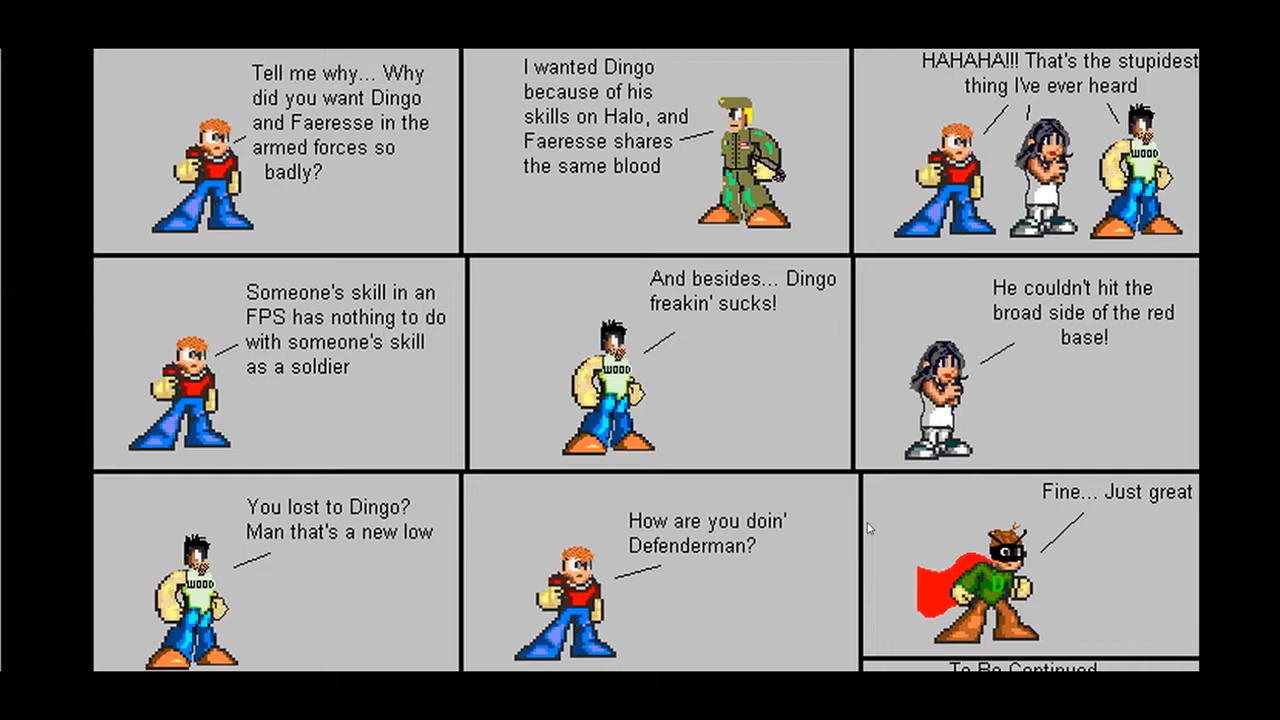 Tell me why... Why
did you want Dingo
and Faeresse in the
armed forces so
badly?
I wanted Dingo
because of his
skills on Halo, and
Faeresse shares
the same blood
HAHAHA!!! That's the stupidest
thing I've ever heard
WOOD
Someone's skill in an
FPS has nothing to do
with someone's skill
as a soldier
And besides... Dingo
freakin' sucks!
WOOD
He couldn't hit the
broad side of the red
base!
You lost to Dingo?
Man that's a new low
WOOD
How are you doin'
Defenderman?
Fine... Just great
D
To Be Continued